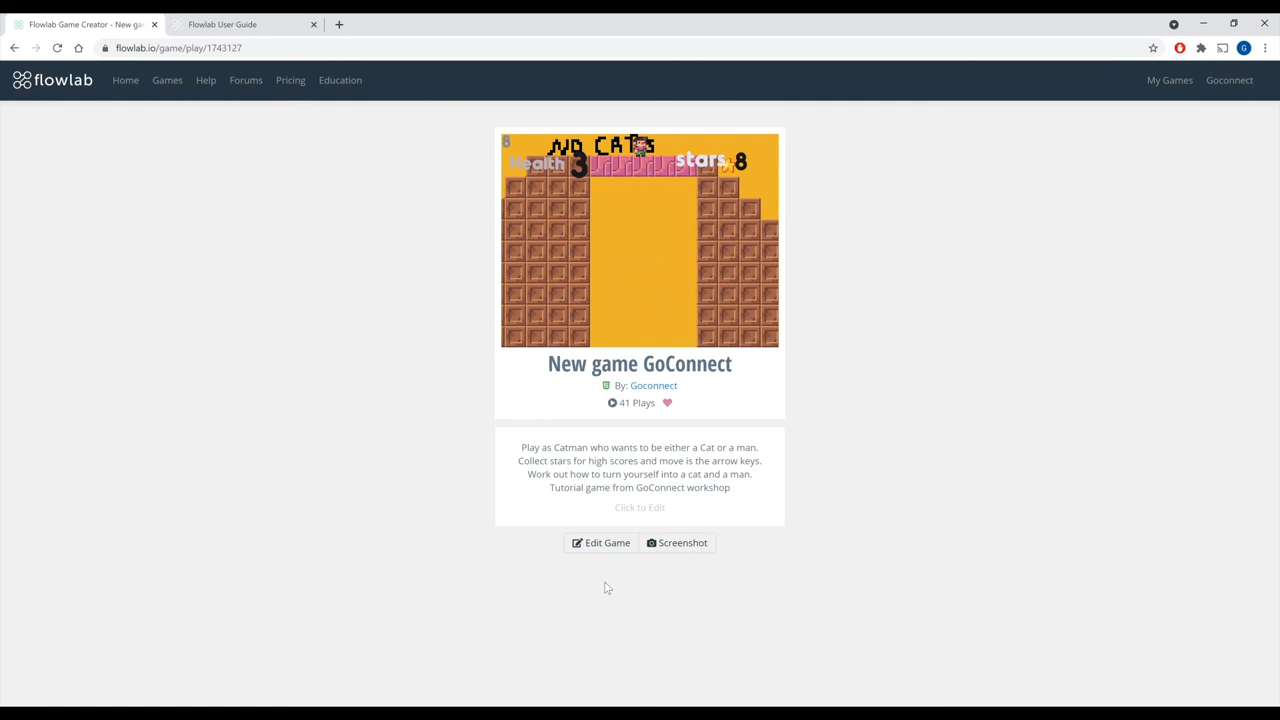 Flowlab Game Creator - New ga
Flowlab User Guide
flowlab.io/game/play/1743127
G
flowlab
Home
Games
Help
Forums
Pricing
Education
My Games
Goconnect
8
NO CATS
Health 3
stars 8
New game GoConnect
By: Goconnect
41 Plays
Play as Catman who wants to be either a Cat or a man.
Collect stars for high scores and move is the arrow keys.
Work out how to turn yourself into a cat and a man.
Tutorial game from GoConnect workshop
Click to Edit
Edit Game
Screenshot